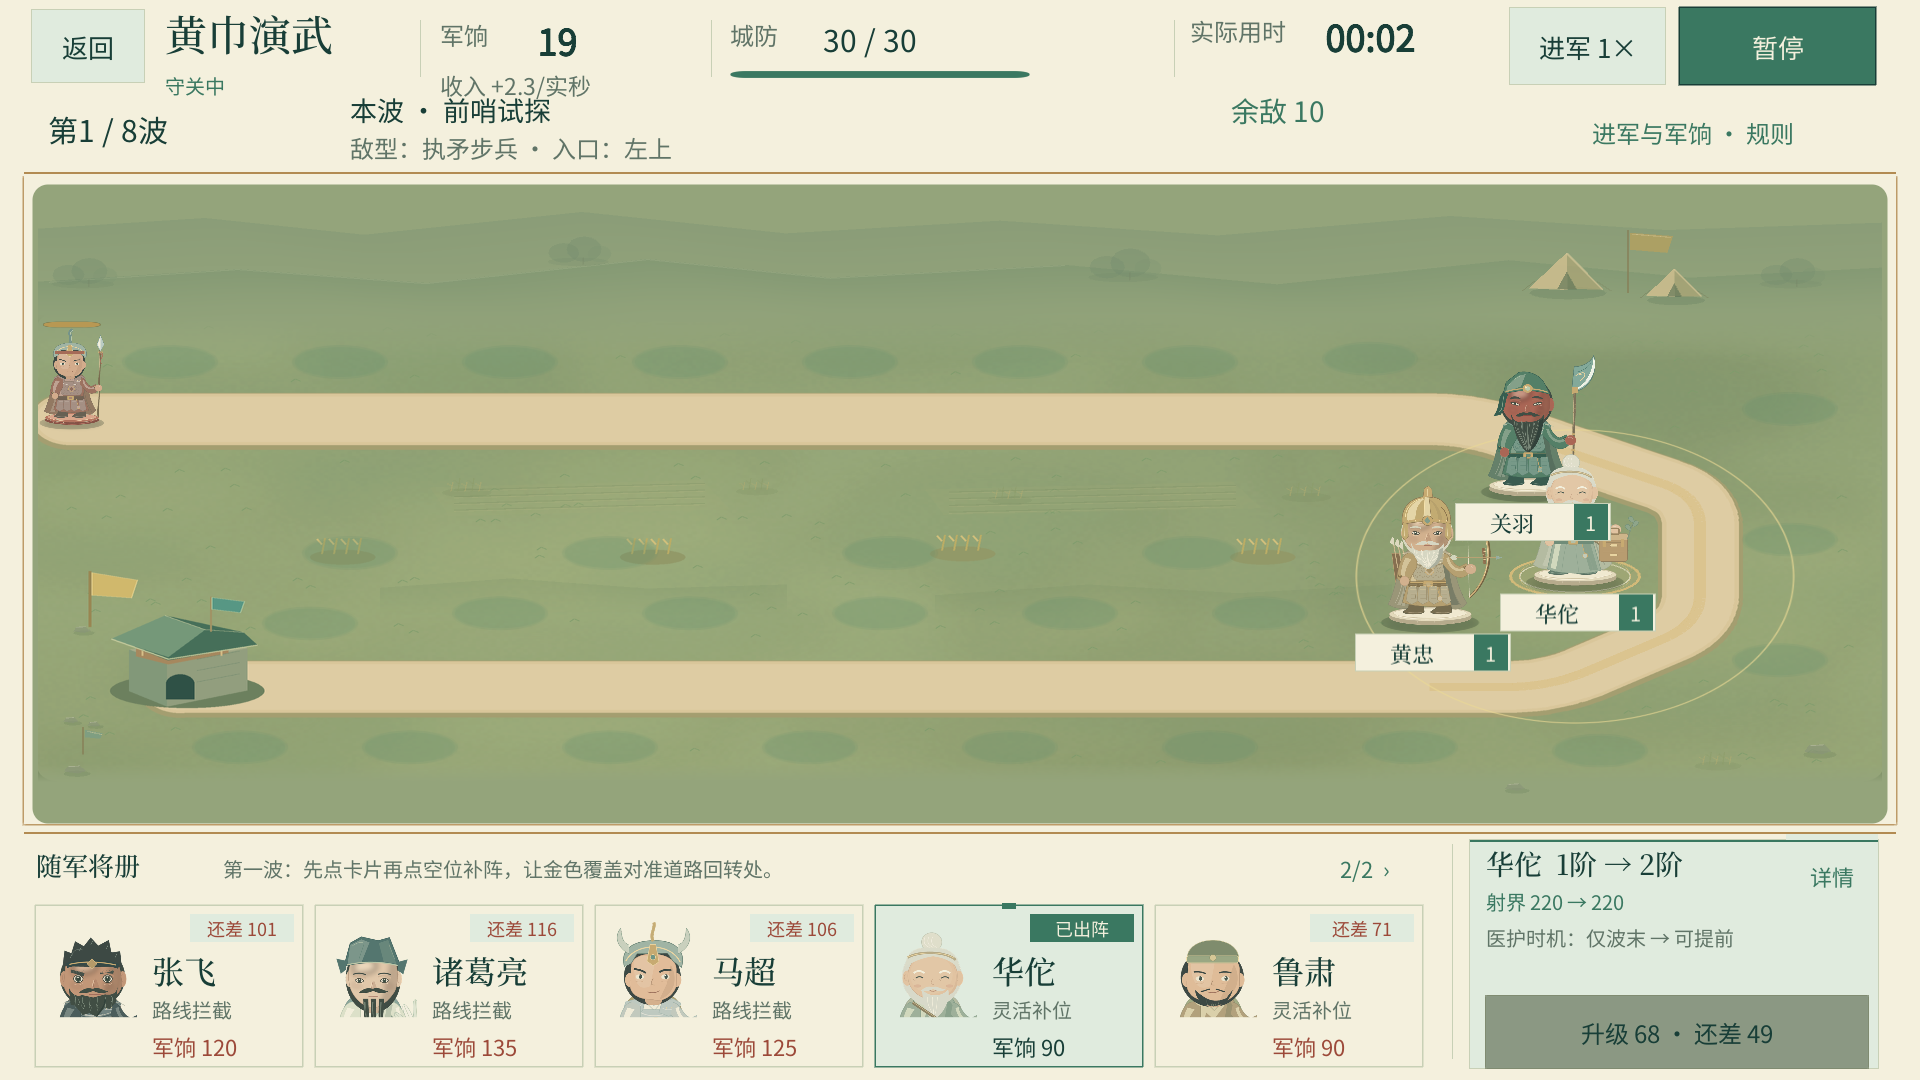 返回
黄巾演武
守关中
军饷 19
收入 +2.3/实秒
城防 30 / 30
实际用时 00:02
进军 1×
暂停
第1 / 8波
本波 · 前哨试探
敌型：执矛步兵 · 入口：左上
余敌 10
进军与军饷 · 规则
关羽 1
华佗 1
黄忠 1
随军将册
第一波：先点卡片再点空位补阵，让金色覆盖对准道路回转处。
2/2 ›
还差 101
张飞
路线拦截
军饷 120
还差 116
诸葛亮
路线拦截
军饷 135
还差 106
马超
路线拦截
军饷 125
已出阵
华佗
灵活补位
军饷 90
还差 71
鲁肃
灵活补位
军饷 90
华佗 1阶 → 2阶
详情
射界 220 → 220
医护时机：仅波末 → 可提前
升级 68 · 还差 49